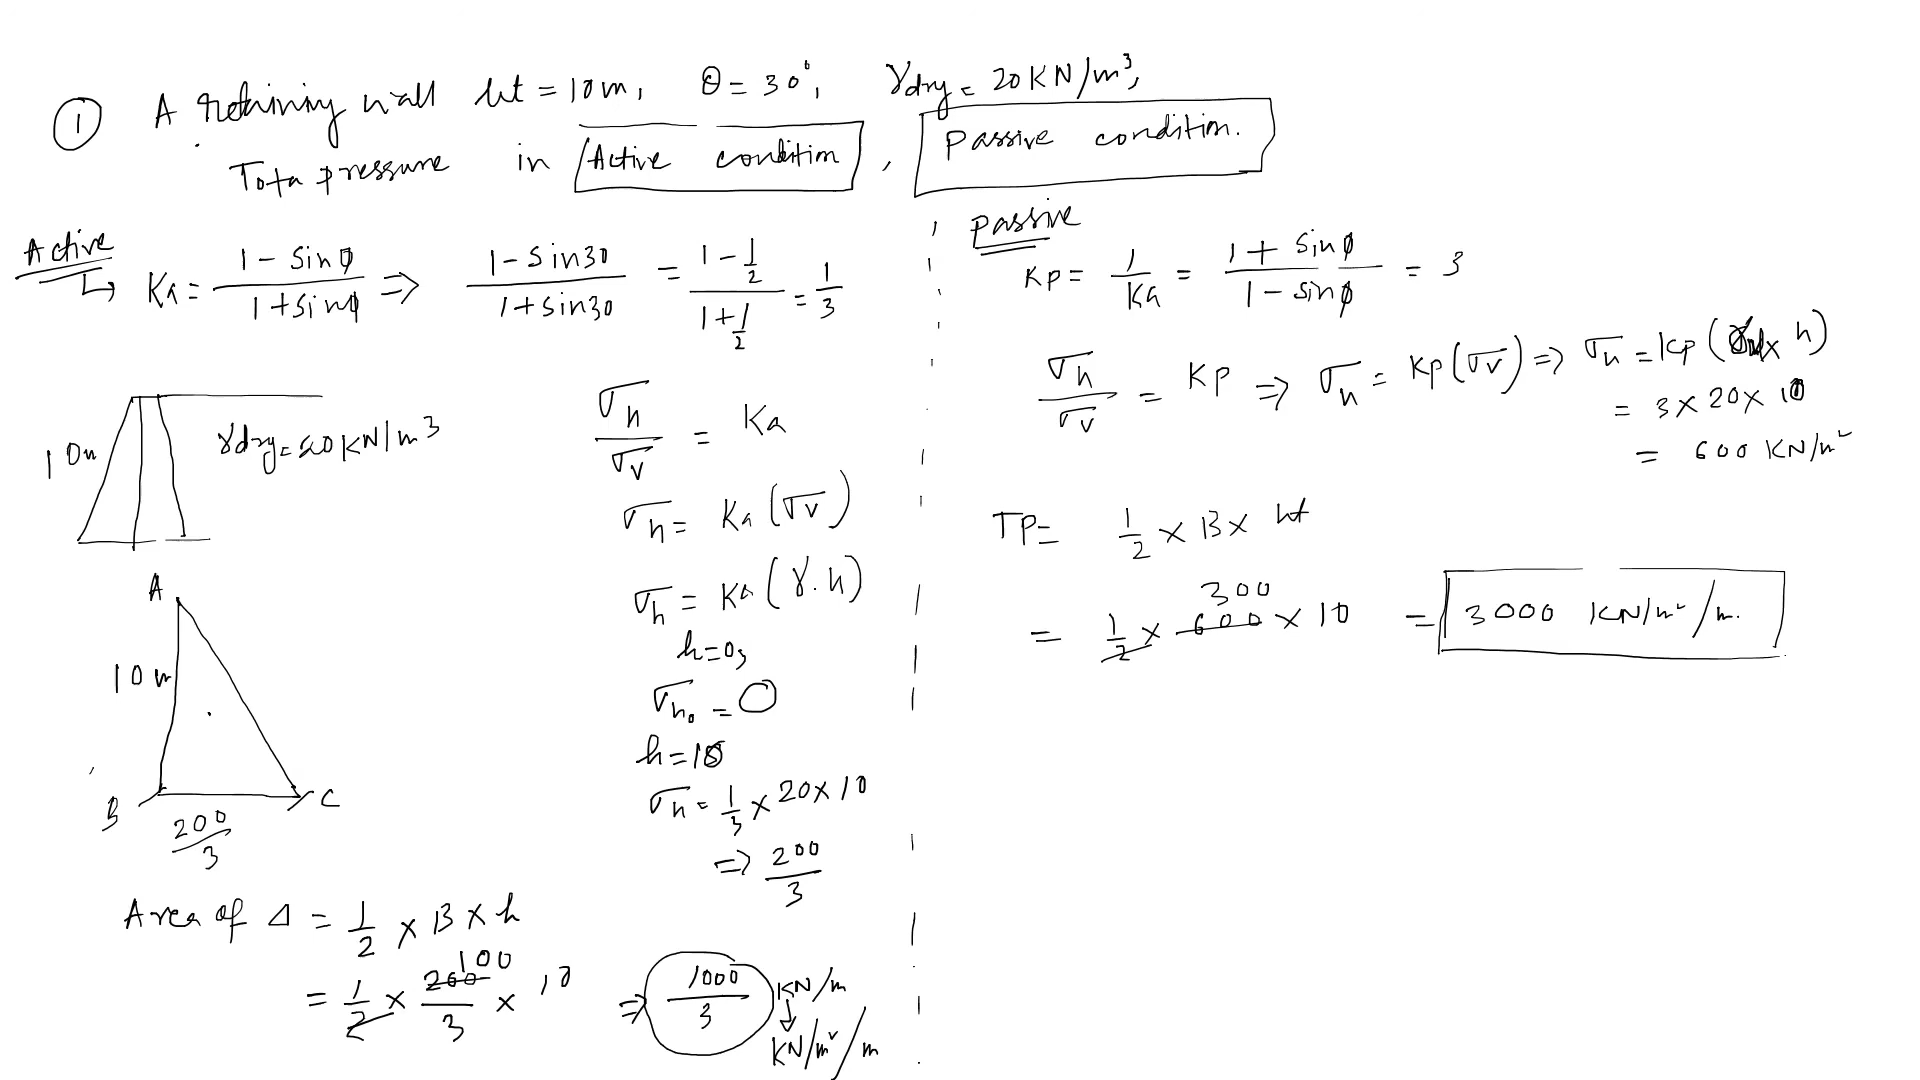 ① A retaining wall ht = 10m, θ = 30°, γdry = 20 KN/m³,
Tota pressure in Active condition, Passive condition.
Active
Ka = (1 - sinφ)/(1 + sinφ) => (1 - sin30)/(1 + sin30) = (1 - 1/2)/(1 + 1/2) = 1/3
10m
γdry = 20 KN/m³
σh/σv = Ka
σh = Ka (σv)
σh = Ka (γ.h)
h = 0,
σh₀ = 0
h = 10
σh = 1/3 × 20 × 10
=> 200/3
A
10m
B
C
200/3
Area of Δ = 1/2 × B × h
= 1/2 × 200/3 × 10 => 1000/3 KN/m
100
KN/m²/m
Passive
Kp = 1/Ka = (1 + sinφ)/(1 - sinφ) = 3
σh/σv = Kp => σh = Kp (σv) => σh = Kp ( × h)
= 3 × 20 × 10
= 600 KN/m²
TP = 1/2 × B × ht
300
= 1/2 × 600 × 10 = 3000 KN/m²/m.